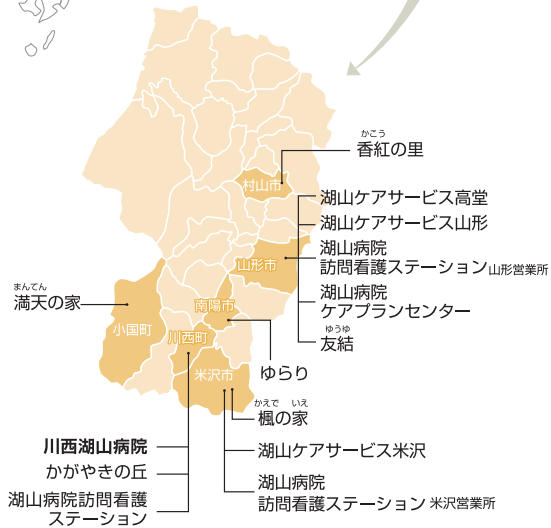 かこう
香紅の里
村山市
湖山ケアサービス高堂
湖山ケアサービス山形
湖山病院
訪問看護ステーション山形営業所
山形市
湖山病院
ケアプランセンター
ゆうゆ
友結
まんてん
満天の家
小国町
南陽市
川西町
ゆらり
米沢市
かえで いえ
楓の家
川西湖山病院
かがやきの丘
湖山病院訪問看護
ステーション
湖山ケアサービス米沢
湖山病院
訪問看護ステーション 米沢営業所